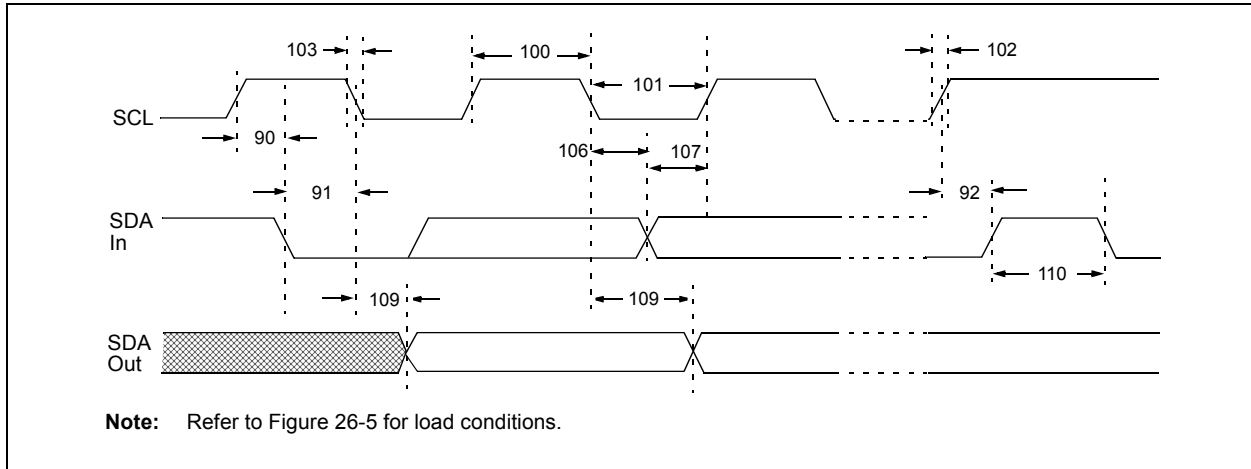 103
100
102
101
SCL
90
106
107
91
92
SDA
In
110
109
109
SDA
Out
Note: Refer to Figure 26-5 for load conditions.